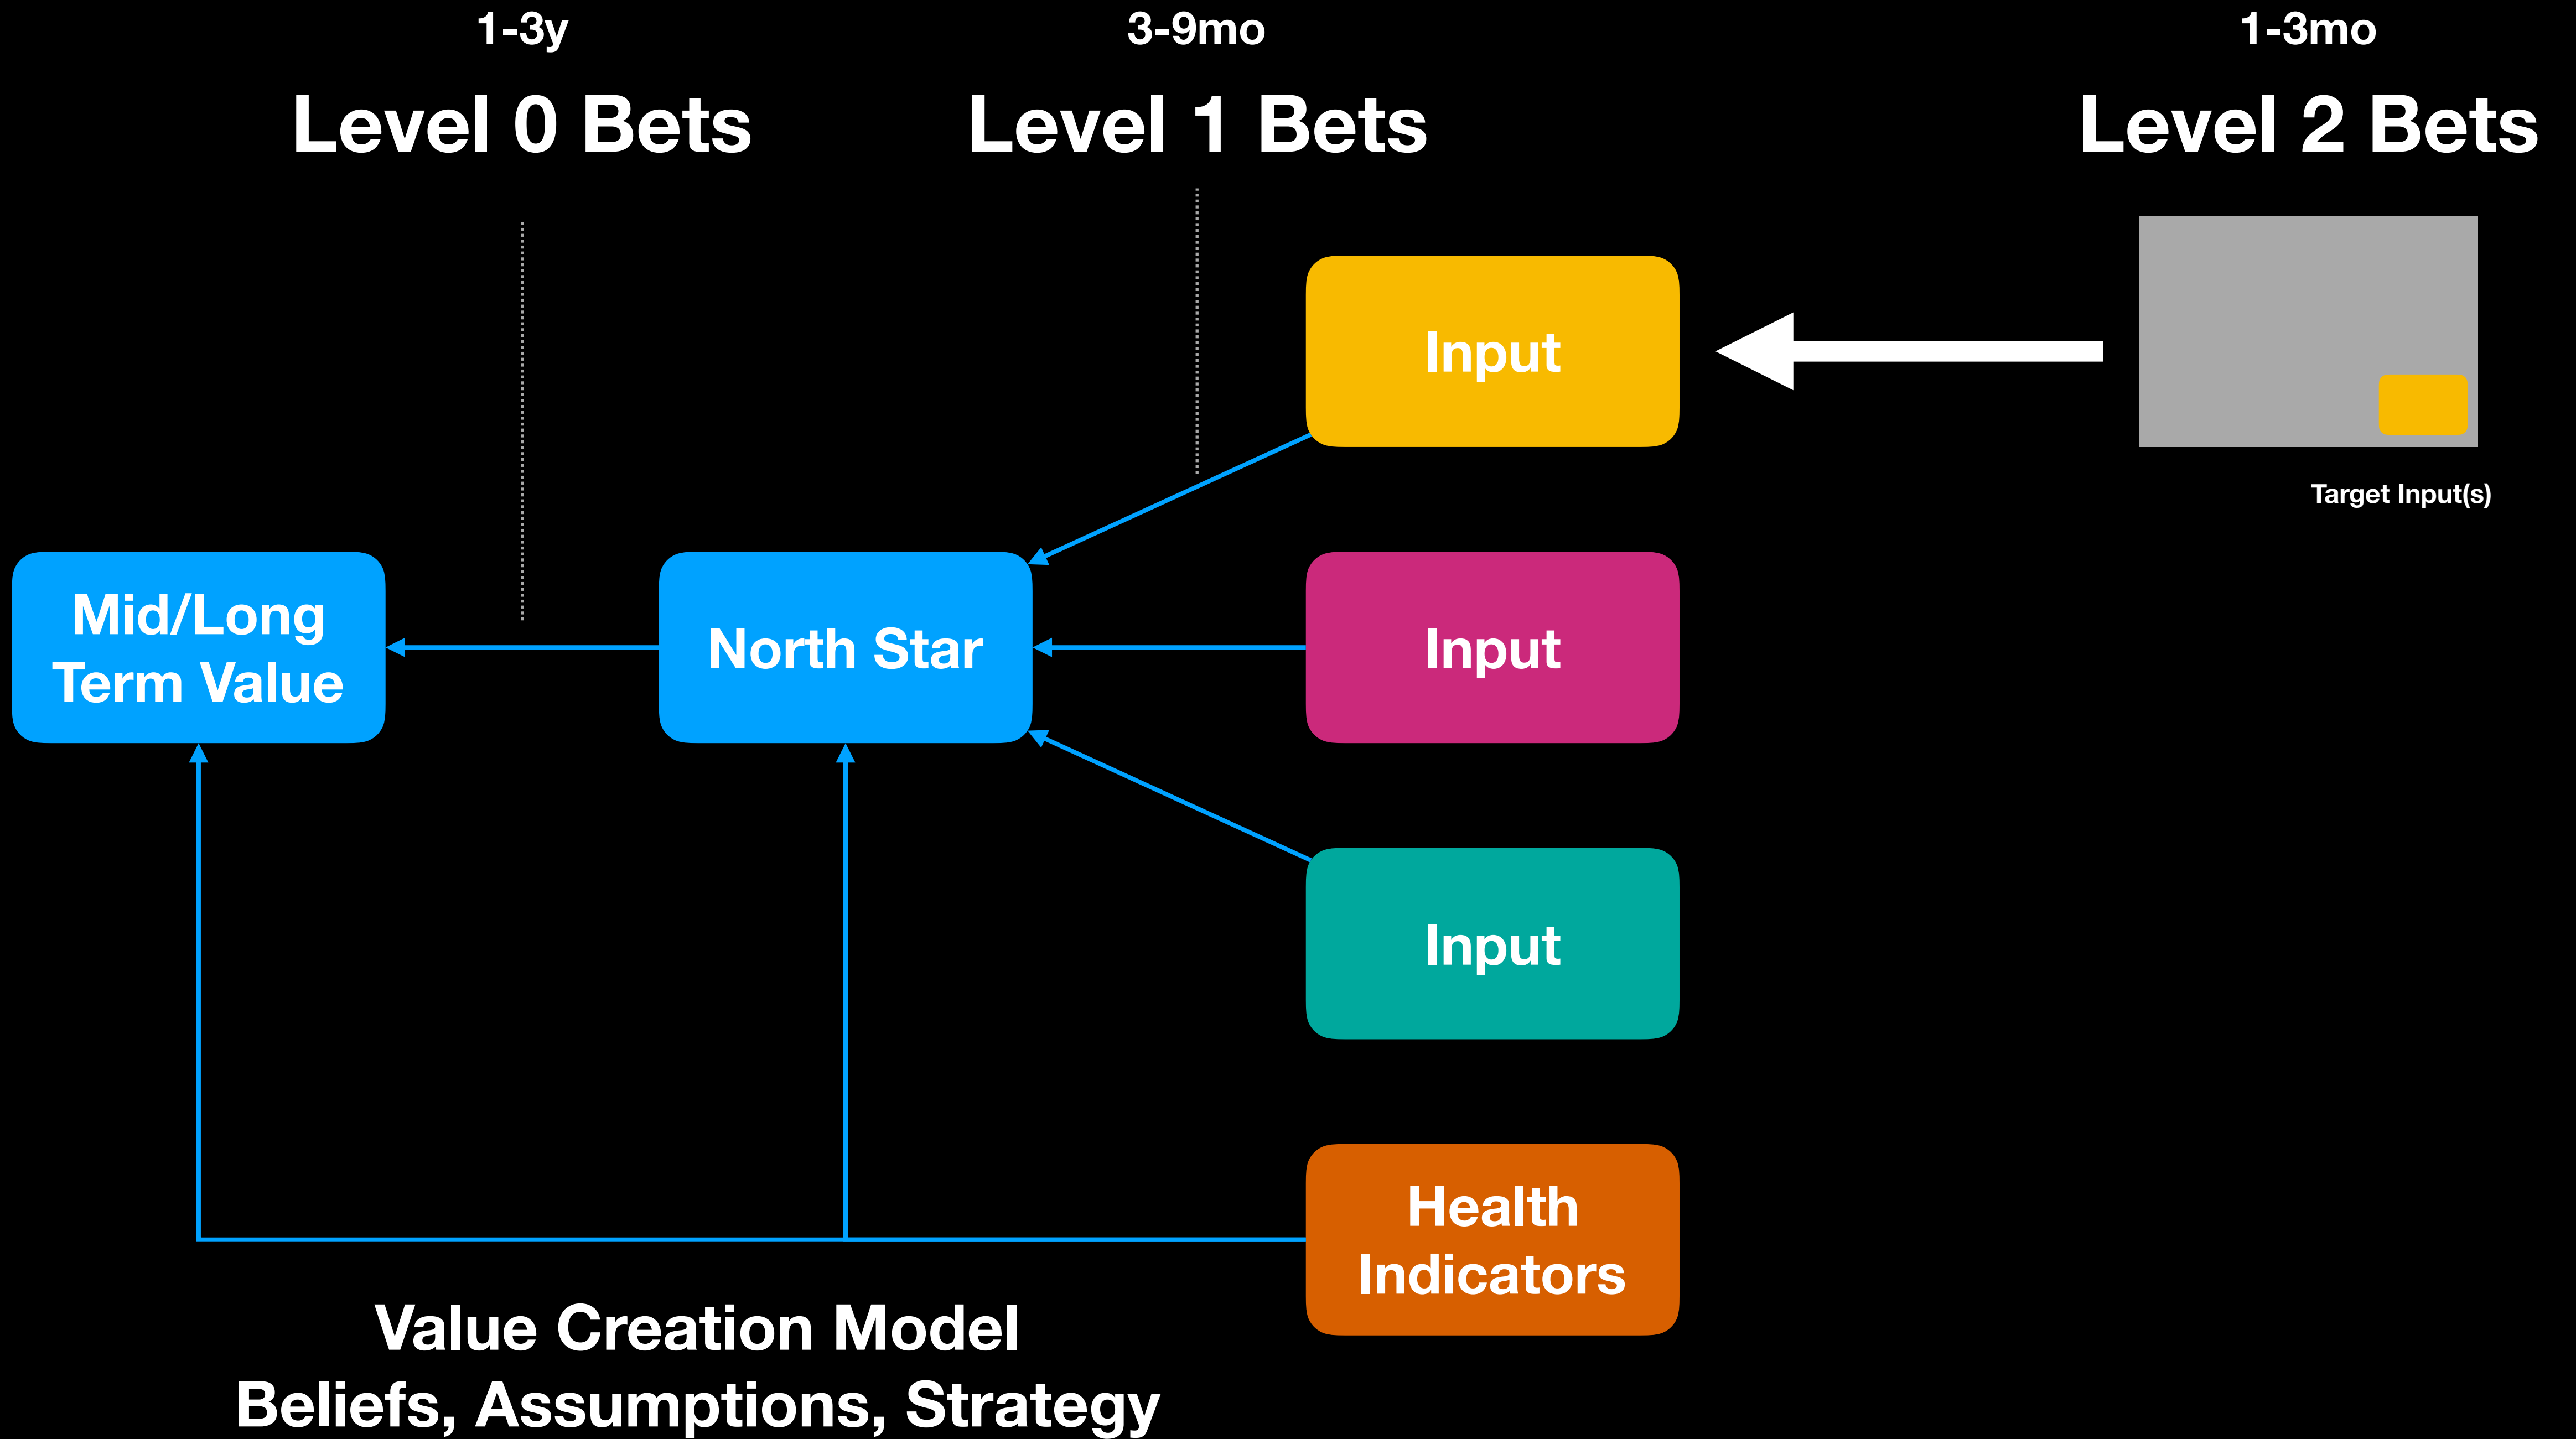 1-3y
Level 0 Bets
3-9mo
Level 1 Bets
1-3mo
Level 2 Bets
Input
Target Input(s)
Mid/Long
Term Value
North Star
Input
Input
Health
Indicators
Value Creation Model
Beliefs, Assumptions, Strategy